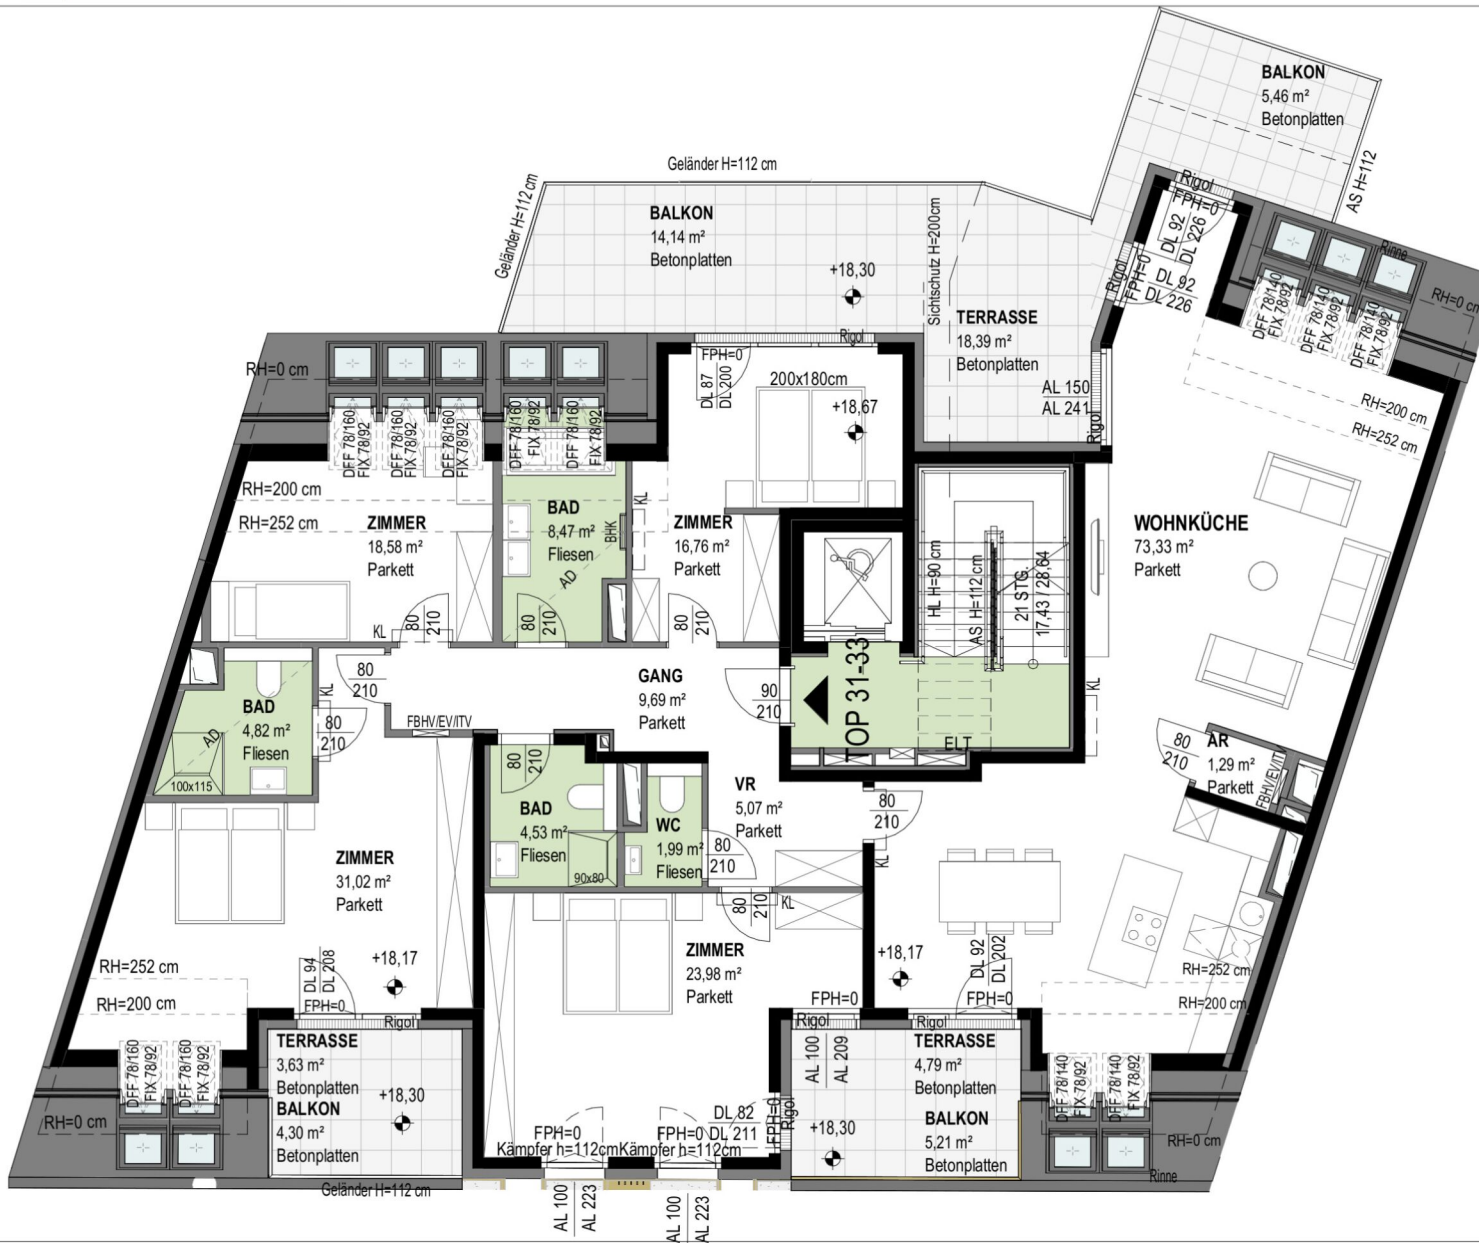 BALKON
5,46 m²
Betonplatten
AS H=112
Geländer H=112 cm
Geländer H=112 cm
BALKON
14,14 m²
Betonplatten
+18,30
Sichtschutz H=200cm
Rigol
FPH=0
DL 92
DL 226
Rigol
FPH=0
DL 92
DL 226
Rinne
RH=0 cm
DFF 78/140
FIX 78/92
DFF 78/140
FIX 78/92
DFF 78/140
FIX 78/92
TERRASSE
18,39 m²
Betonplatten
AL 150
AL 241
Rigol
RH=200 cm
RH=252 cm
RH=0 cm
DFF 78/160
FIX 78/92
DFF 78/160
FIX 78/92
DFF 78/160
FIX 78/92
DFF 78/160
FIX 78/92
DFF 78/160
FIX 78/92
Rigol
FPH=0
DL 87
DL 200
200x180cm
+18,67
RH=200 cm
RH=252 cm
ZIMMER
18,58 m²
Parkett
KL
80
210
BAD
8,47 m²
Fliesen
AD
BHK
80
210
KL
ZIMMER
16,76 m²
Parkett
80
210
HL H=90 cm
AS H=112 cm
21 STG
17,43 / 28,64
WOHNKÜCHE
73,33 m²
Parkett
KL
TOP 31-33
ELT
BAD
4,82 m²
Fliesen
AD
100x115
KL
80
210
80
210
FBHV/EV/ITV
GANG
9,69 m²
Parkett
90
210
80
210
AR
1,29 m²
Parkett
FBHV/EV/ITV
80
210
BAD
4,53 m²
Fliesen
90x80
WC
1,99 m²
Fliesen
80
210
VR
5,07 m²
Parkett
80
210
KL
ZIMMER
31,02 m²
Parkett
80
210
KL
ZIMMER
23,98 m²
Parkett
RH=252 cm
RH=200 cm
DL 94
DL 208
FPH=0
+18,17
Rigol
+18,17
DL 92
DL 202
FPH=0
Rigol
RH=252 cm
RH=200 cm
FPH=0
Rigol
AL 100
AL 209
DFF 78/160
FIX 78/92
DFF 78/160
FIX 78/92
RH=0 cm
TERRASSE
3,63 m²
Betonplatten
BALKON
4,30 m²
Betonplatten
+18,30
Geländer H=112 cm
FPH=0
Kämpfer h=112cm
FPH=0
Kämpfer h=112cm
DL 82
DL 211
FPH=0
Rigol
AL 100
AL 223
AL 100
AL 223
TERRASSE
4,79 m²
Betonplatten
BALKON
5,21 m²
Betonplatten
+18,30
DFF 78/140
FIX 78/92
DFF 78/140
FIX 78/92
RH=0 cm
Rinne